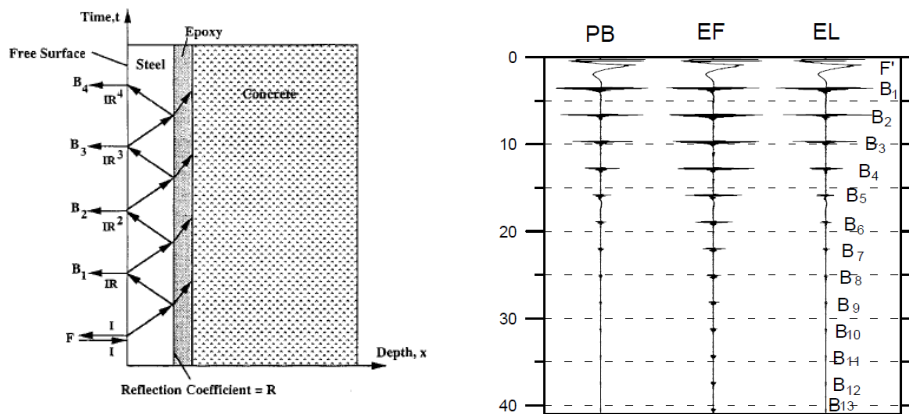 Time,t
Epoxy
Free Surface
Steel
B4
IR4
Concrete
B3
IR3
B2
IR2
B1
IR
I
F
I
Depth, x
Reflection Coefficient = R
PB EF EL
0
F'
B1
B2
10
B3
B4
B5
20
B6
B7
B8
B9
30
B10
B11
B12
40
B13